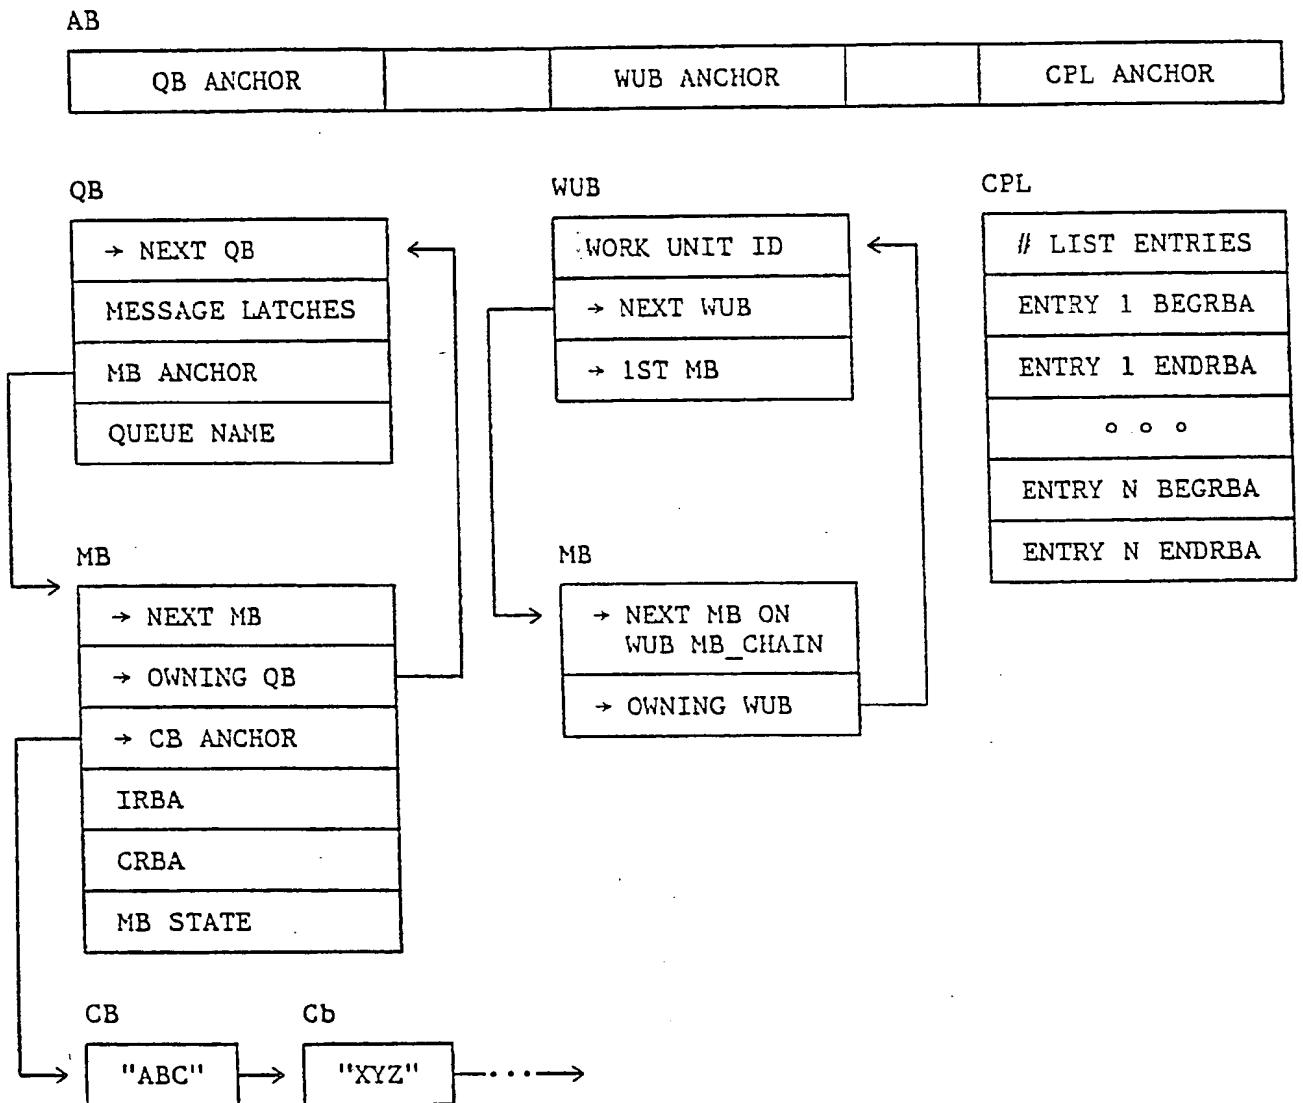 AB
QB ANCHOR WUB ANCHOR CPL ANCHOR
QB
→ NEXT QB
MESSAGE LATCHES
MB ANCHOR
QUEUE NAME
WUB
WORK UNIT ID
→ NEXT WUB
→ 1ST MB
CPL
# LIST ENTRIES
ENTRY 1 BEGRBA
ENTRY 1 ENDRBA
o o o
ENTRY N BEGRBA
ENTRY N ENDRBA
MB
→ NEXT MB
→ OWNING QB
→ CB ANCHOR
IRBA
CRBA
MB STATE
MB
→ NEXT MB ON
WUB MB_CHAIN
→ OWNING WUB
CB
"ABC"
Cb
"XYZ"